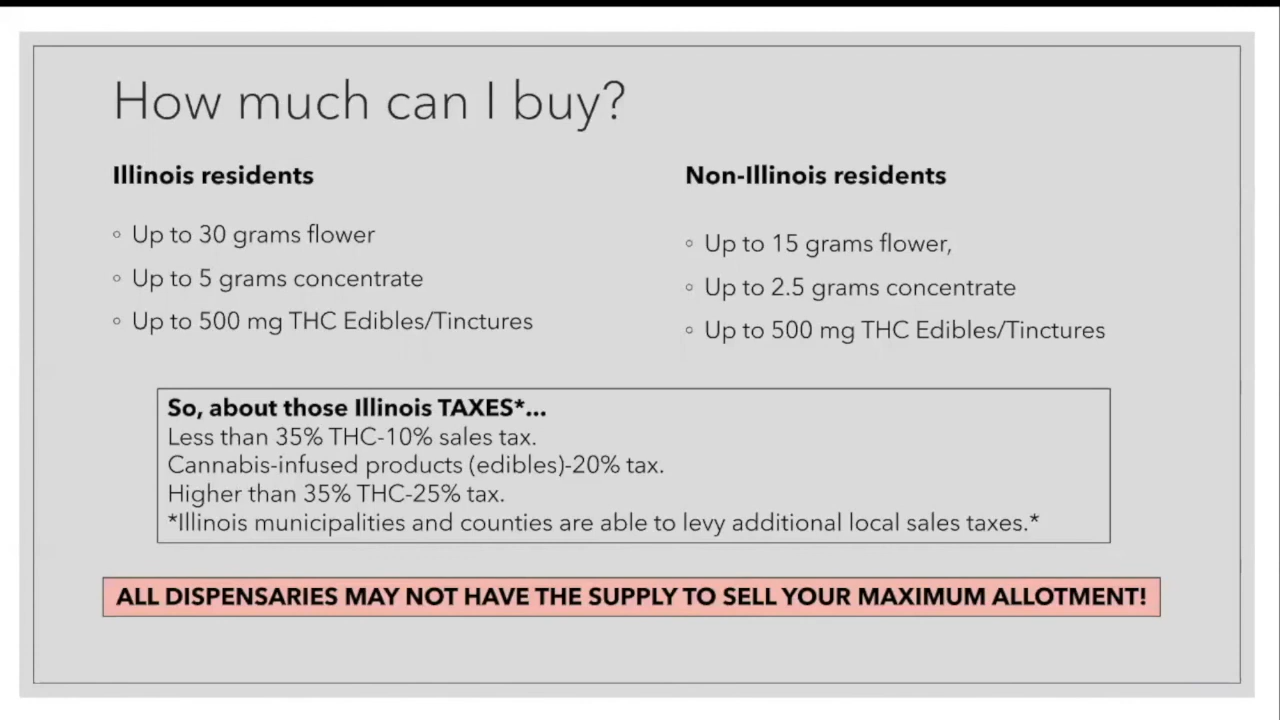 How much can I buy?
Illinois residents
◦ Up to 30 grams flower
◦ Up to 5 grams concentrate
◦ Up to 500 mg THC Edibles/Tinctures
Non-Illinois residents
◦ Up to 15 grams flower,
◦ Up to 2.5 grams concentrate
◦ Up to 500 mg THC Edibles/Tinctures
So, about those Illinois TAXES*...
Less than 35% THC-10% sales tax.
Cannabis-infused products (edibles)-20% tax.
Higher than 35% THC-25% tax.
*Illinois municipalities and counties are able to levy additional local sales taxes.*
ALL DISPENSARIES MAY NOT HAVE THE SUPPLY TO SELL YOUR MAXIMUM ALLOTMENT!